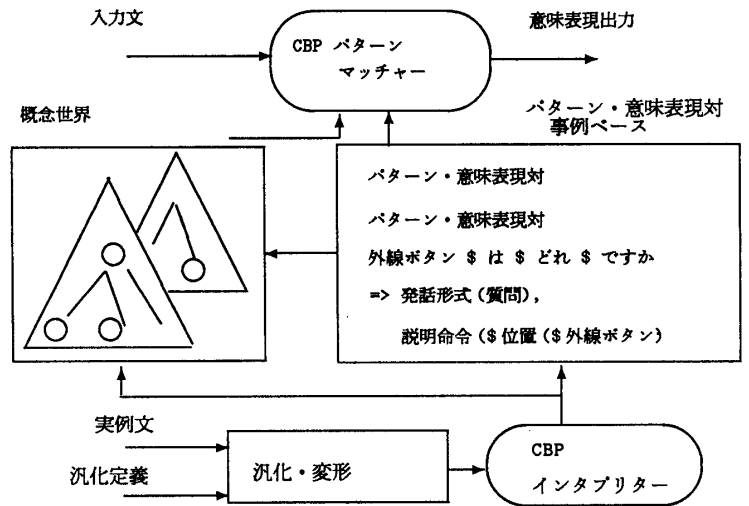 入力文
意味表現出力
CBP パターン
マッチャー
概念世界
パターン・意味表現対
事例ベース
パターン・意味表現対
パターン・意味表現対
外線ボタン $ は $ どれ $ ですか
=> 発話形式(質問),
説明命令($位置($外線ボタン)
実例文
汎化定義
汎化・変形
CBP
インタプリター